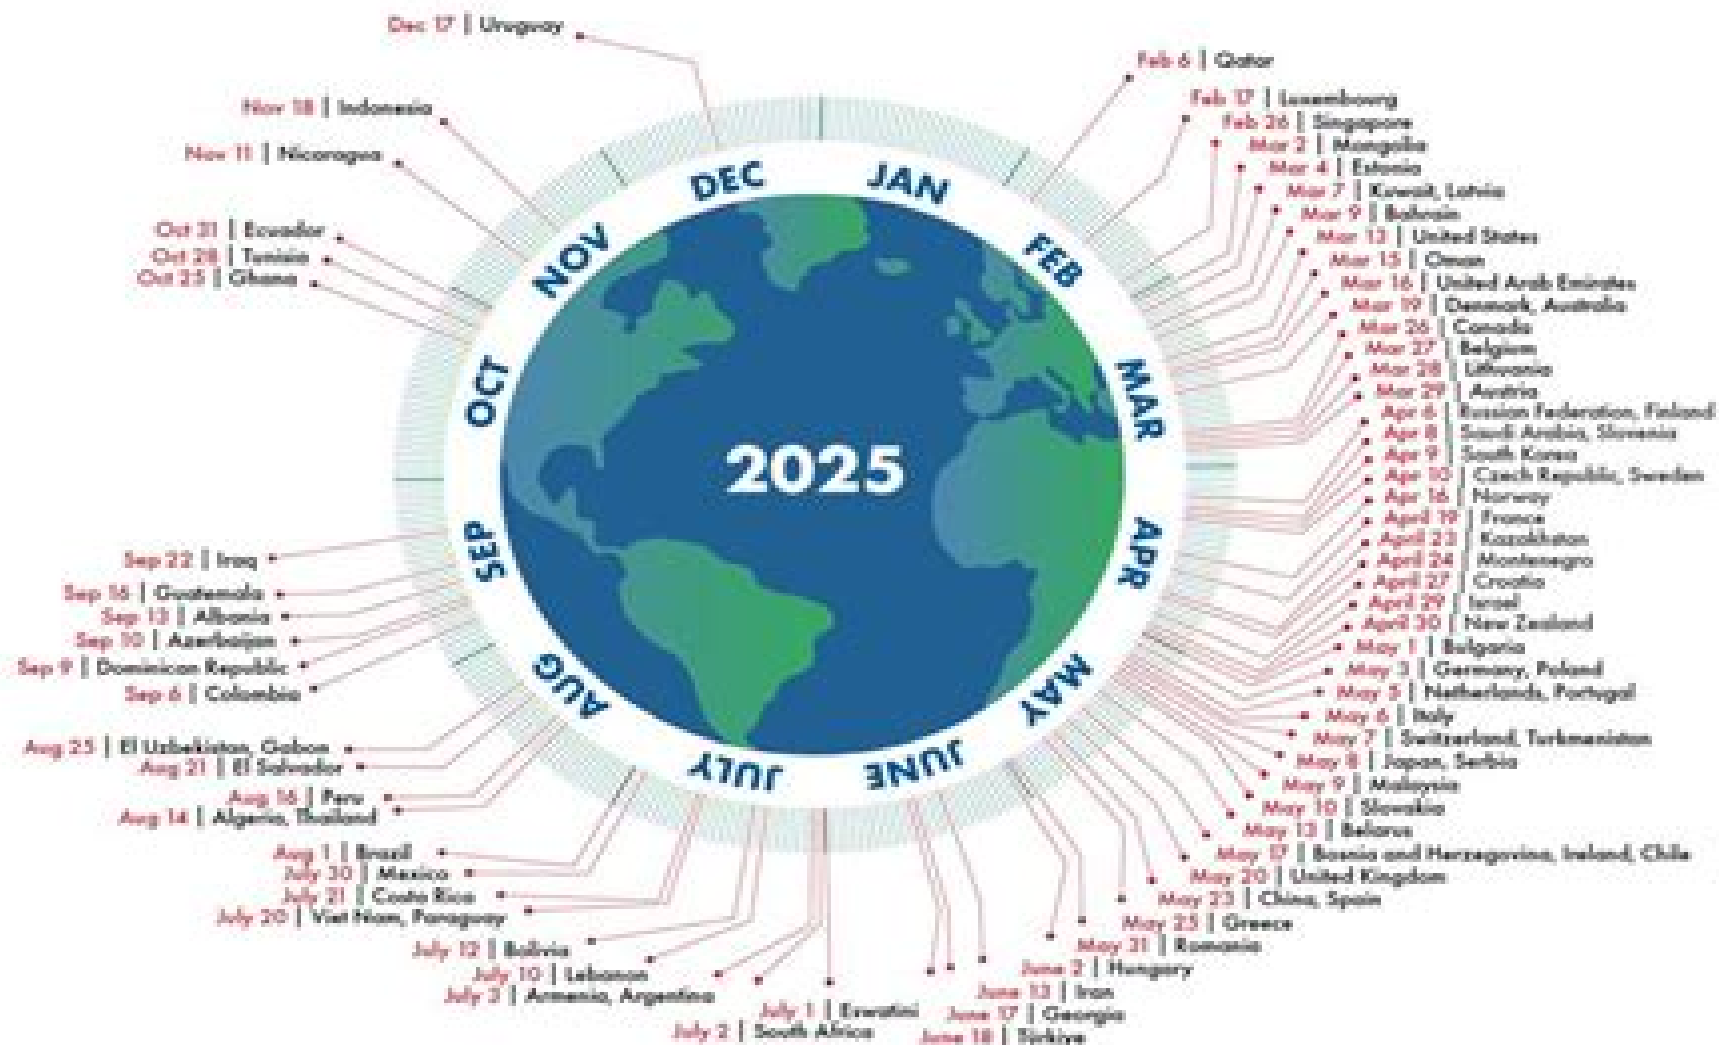 Dec 17 | Uruguay
Nov 18 | Indonesia
Nov 11 | Nicaragua
Oct 31 | Ecuador
Oct 28 | Tunisia
Oct 25 | Ghana
Sep 22 | Iraq
Sep 16 | Guatemala
Sep 13 | Albania
Sep 10 | Azerbaijan
Sep 9 | Dominican Republic
Sep 6 | Colombia
Aug 25 | El Uzbekistan, Gabon
Aug 21 | El Salvador
Aug 16 | Peru
Aug 14 | Algeria, Thailand
Aug 1 | Brazil
July 30 | Mexico
July 21 | Costa Rica
July 20 | Viet Nam, Paraguay
July 12 | Bolivia
July 10 | Lebanon
July 3 | Armenia, Argentina
July 2 | South Africa
July 1 | Eswatini
Feb 6 | Qatar
Feb 17 | Luxembourg
Feb 26 | Singapore
Mar 2 | Mongolia
Mar 4 | Estonia
Mar 7 | Kuwait, Latvia
Mar 9 | Bahrain
Mar 13 | United States
Mar 15 | Oman
Mar 16 | United Arab Emirates
Mar 19 | Denmark, Australia
Mar 26 | Canada
Mar 27 | Belgium
Mar 28 | Lithuania
Mar 29 | Austria
Apr 6 | Russian Federation, Finland
Apr 8 | Saudi Arabia, Slovenia
Apr 9 | South Korea
Apr 10 | Czech Republic, Sweden
Apr 16 | Norway
April 19 | France
April 23 | Kazakhstan
April 24 | Montenegro
April 27 | Croatia
April 29 | Israel
April 30 | New Zealand
May 1 | Bulgaria
May 3 | Germany, Poland
May 5 | Netherlands, Portugal
May 6 | Italy
May 7 | Switzerland, Turkmenistan
May 8 | Japan, Serbia
May 9 | Malaysia
May 10 | Slovakia
May 13 | Belarus
May 17 | Bosnia and Herzegovina, Ireland, Chile
May 20 | United Kingdom
May 23 | China, Spain
May 25 | Greece
May 31 | Romania
June 2 | Hungary
June 13 | Iran
June 17 | Georgia
June 18 | Türkiye
JAN
FEB
MAR
APR
MAY
JUNE
JULY
AUG
SEP
OCT
NOV
DEC
2025